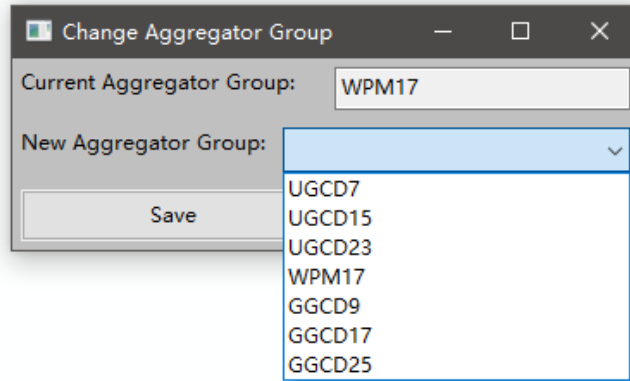 Change Aggregator Group
Current Aggregator Group: WPM17
New Aggregator Group:
Save
UGCD7
UGCD15
UGCD23
WPM17
GGCD9
GGCD17
GGCD25